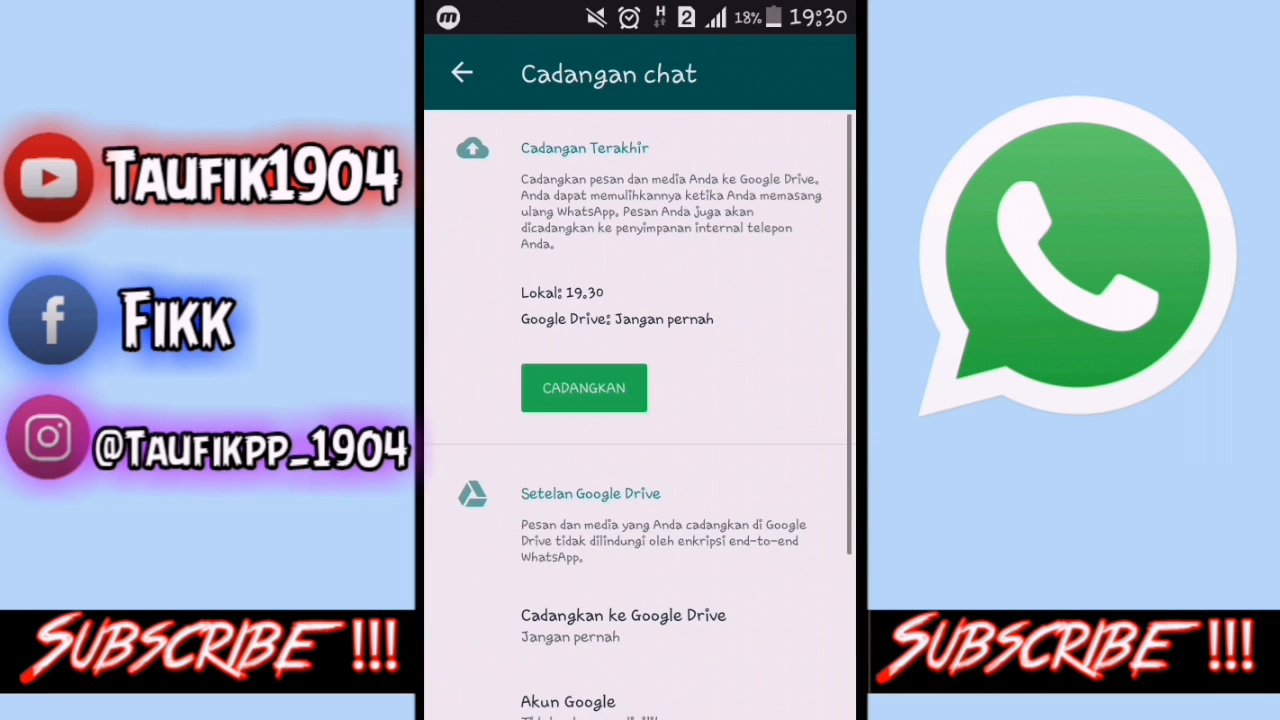 Taufik1904
Fikk
@Taufikpp_1904
Subscribe !!!
H
2
18%
19:30
Cadangan chat
Cadangan Terakhir
Cadangkan pesan dan media Anda ke Google Drive.
Anda dapat memulihkannya ketika Anda memasang
ulang WhatsApp. Pesan Anda juga akan
dicadangkan ke penyimpanan internal telepon
Anda.
Lokal: 19.30
Google Drive: Jangan pernah
CADANGKAN
Setelan Google Drive
Pesan dan media yang Anda cadangkan di Google
Drive tidak dilindungi oleh enkripsi end-to-end
WhatsApp.
Cadangkan ke Google Drive
Jangan pernah
Akun Google
Subscribe !!!